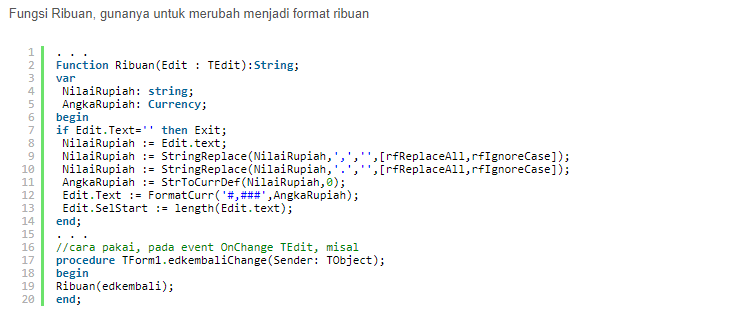 Fungsi Ribuan, gunanya untuk merubah menjadi format ribuan
1 . . .
2 Function Ribuan(Edit : TEdit):String;
3 var
4  NilaiRupiah: string;
5  AngkaRupiah: Currency;
6 begin
7 if Edit.Text='' then Exit;
8  NilaiRupiah := Edit.text;
9  NilaiRupiah := StringReplace(NilaiRupiah,',','',[rfReplaceAll,rfIgnoreCase]);
10  NilaiRupiah := StringReplace(NilaiRupiah,'.','',[rfReplaceAll,rfIgnoreCase]);
11  AngkaRupiah := StrToCurrDef(NilaiRupiah,0);
12  Edit.Text := FormatCurr('#,###',AngkaRupiah);
13  Edit.SelStart := length(Edit.text);
14 end;
15 . . .
16 //cara pakai, pada event OnChange TEdit, misal
17 procedure TForm1.edkembaliChange(Sender: TObject);
18 begin
19 Ribuan(edkembali);
20 end;